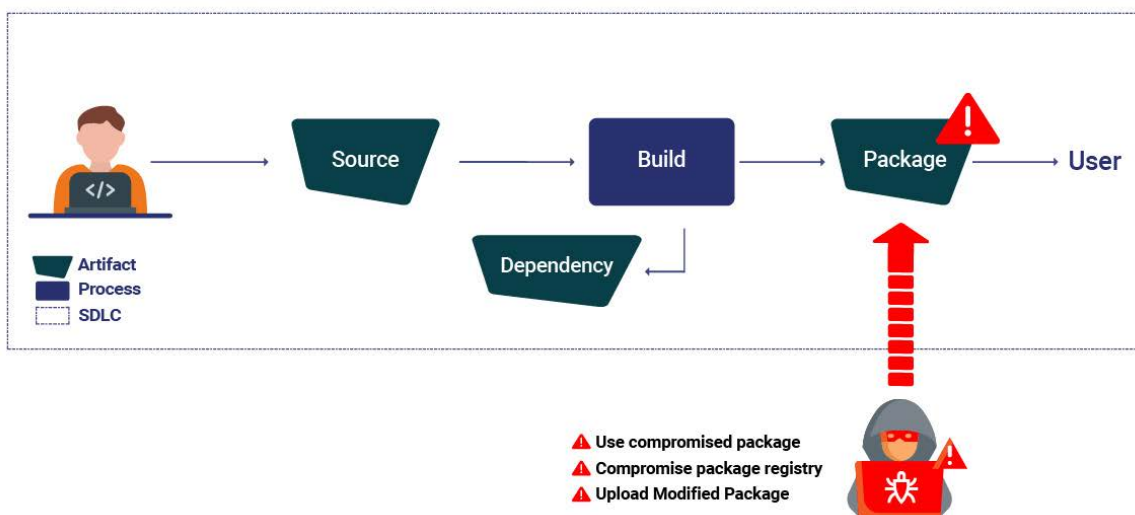 Source
Build
Package
User
Dependency
Artifact
Process
SDLC
Use compromised package
Compromise package registry
Upload Modified Package